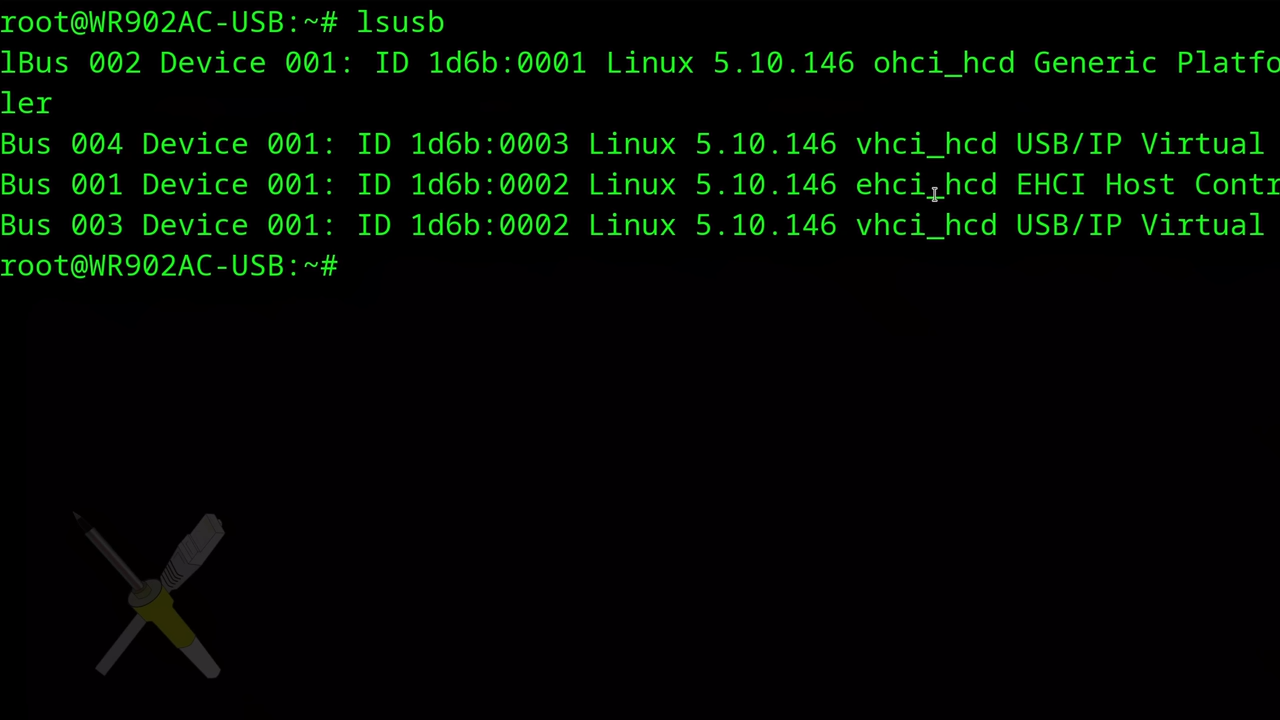 root@WR902AC-USB:~# lsusb
lBus 002 Device 001: ID 1d6b:0001 Linux 5.10.146 ohci_hcd Generic Platfo
ler
Bus 004 Device 001: ID 1d6b:0003 Linux 5.10.146 vhci_hcd USB/IP Virtual
Bus 001 Device 001: ID 1d6b:0002 Linux 5.10.146 ehci_hcd EHCI Host Contr
Bus 003 Device 001: ID 1d6b:0002 Linux 5.10.146 vhci_hcd USB/IP Virtual
root@WR902AC-USB:~#